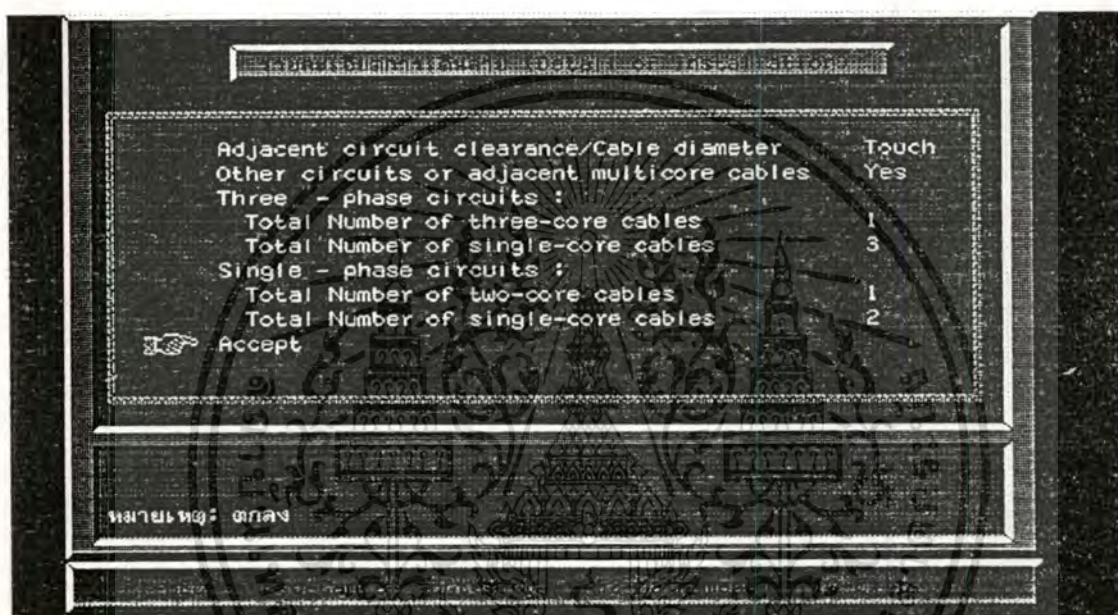 (Detail of Installation)
Adjacent circuit clearance/Cable diameter Touch
Other circuits or adjacent multicore cables Yes
Three - phase circuits :
Total Number of three-core cables 1
Total Number of single-core cables 3
Single - phase circuits :
Total Number of two-core cables 1
Total Number of single-core cables 2
Accept
หมายเหตุ: ตกลง